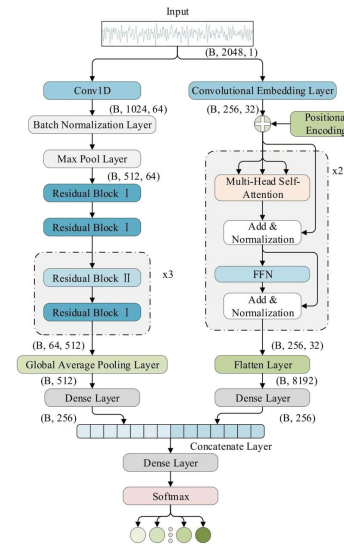 Input
(B, 2048, 1)
Conv1D
(B, 1024, 64)
Batch Normalization Layer
Max Pool Layer
(B, 512, 64)
Residual Block Ⅰ
Residual Block Ⅰ
Residual Block Ⅱ
Residual Block Ⅰ
x3
(B, 64, 512)
Global Average Pooling Layer
(B, 512)
Dense Layer
(B, 256)
Convolutional Embedding Layer
(B, 256, 32)
Positional
Encoding
x2
Multi-Head Self-
Attention
Add &
Normalization
FFN
Add &
Normalization
(B, 256, 32)
Flatten Layer
(B, 8192)
Dense Layer
(B, 256)
Concatenate Layer
Dense Layer
Softmax